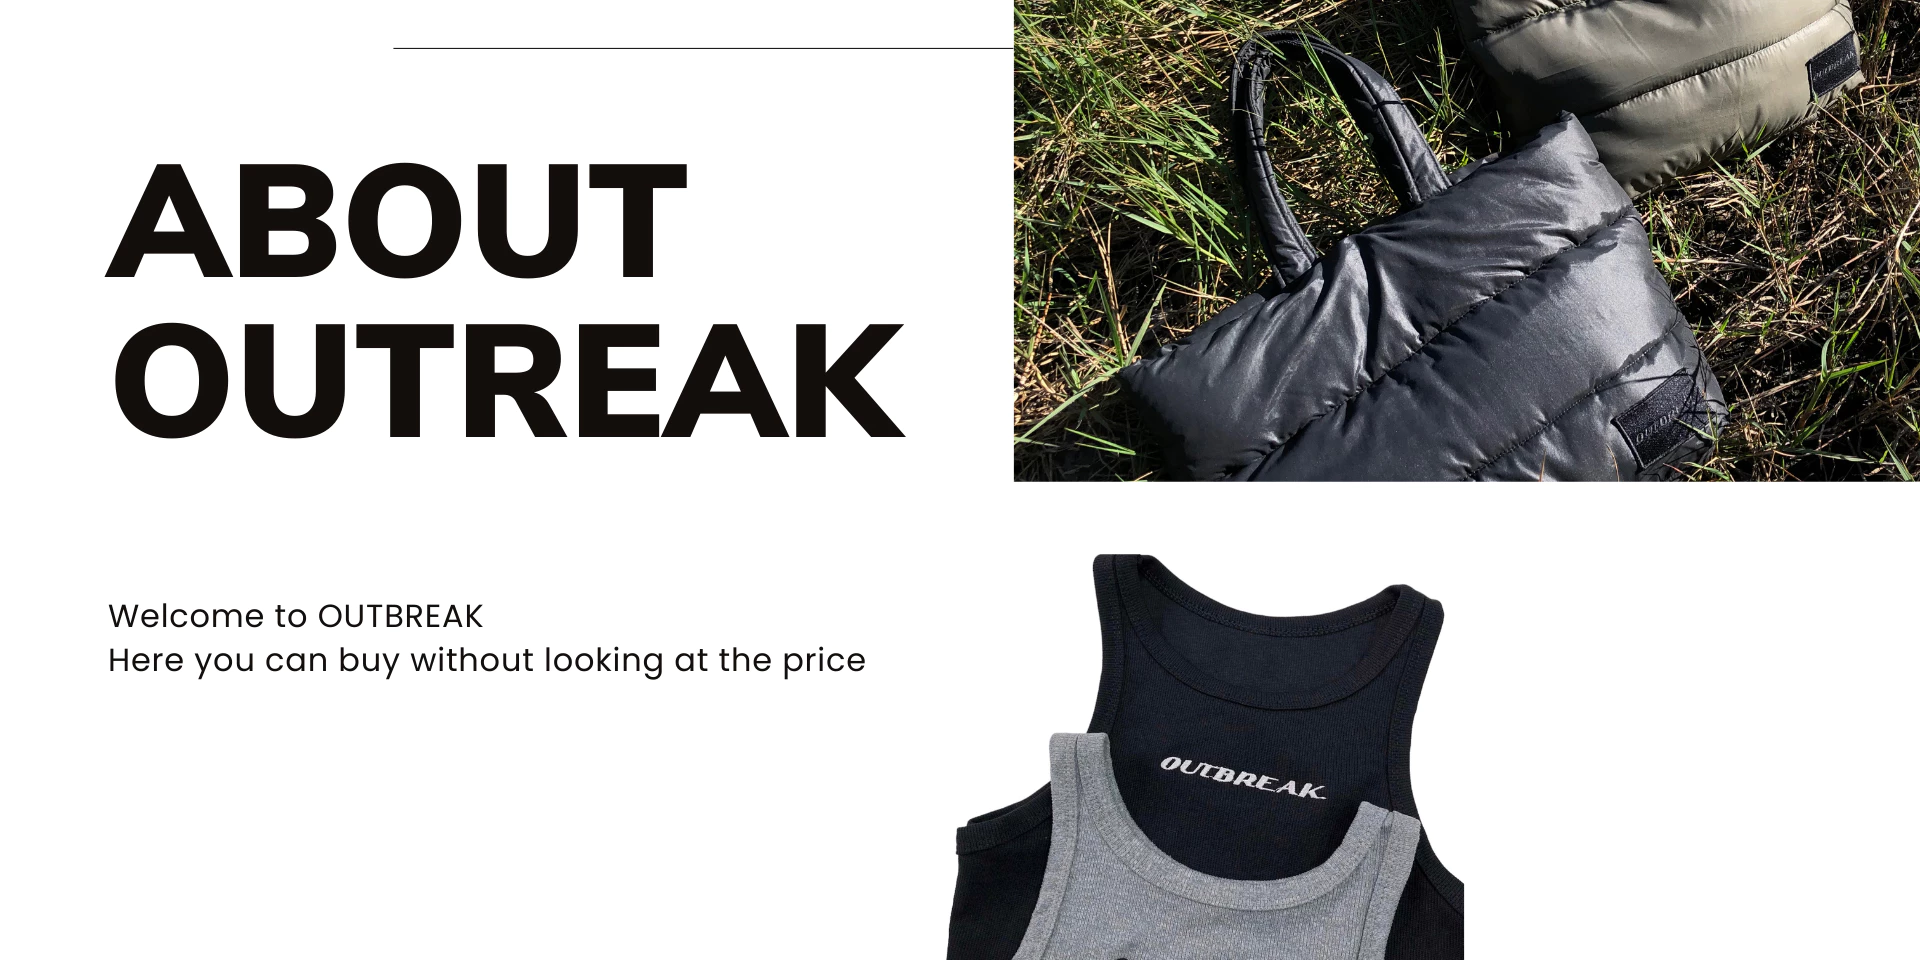 ABOUT
OUTREAK
Welcome to OUTBREAK
Here you can buy without looking at the price
OUTBREAK